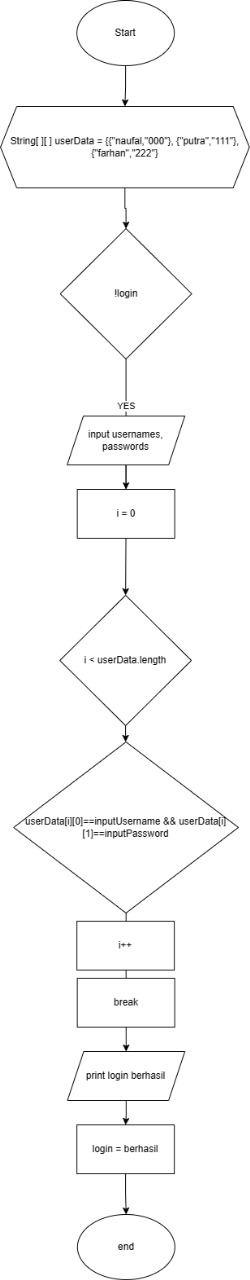 Start
String[ ][ ] userData = {{"naufal,"000"}, {"putra","111"},
{"farhan","222"}
!login
YES
input usernames,
passwords
i = 0
i < userData.length
userData[i][0]==inputUsername && userData[i]
[1]==inputPassword
i++
break
print login berhasil
login = berhasil
end